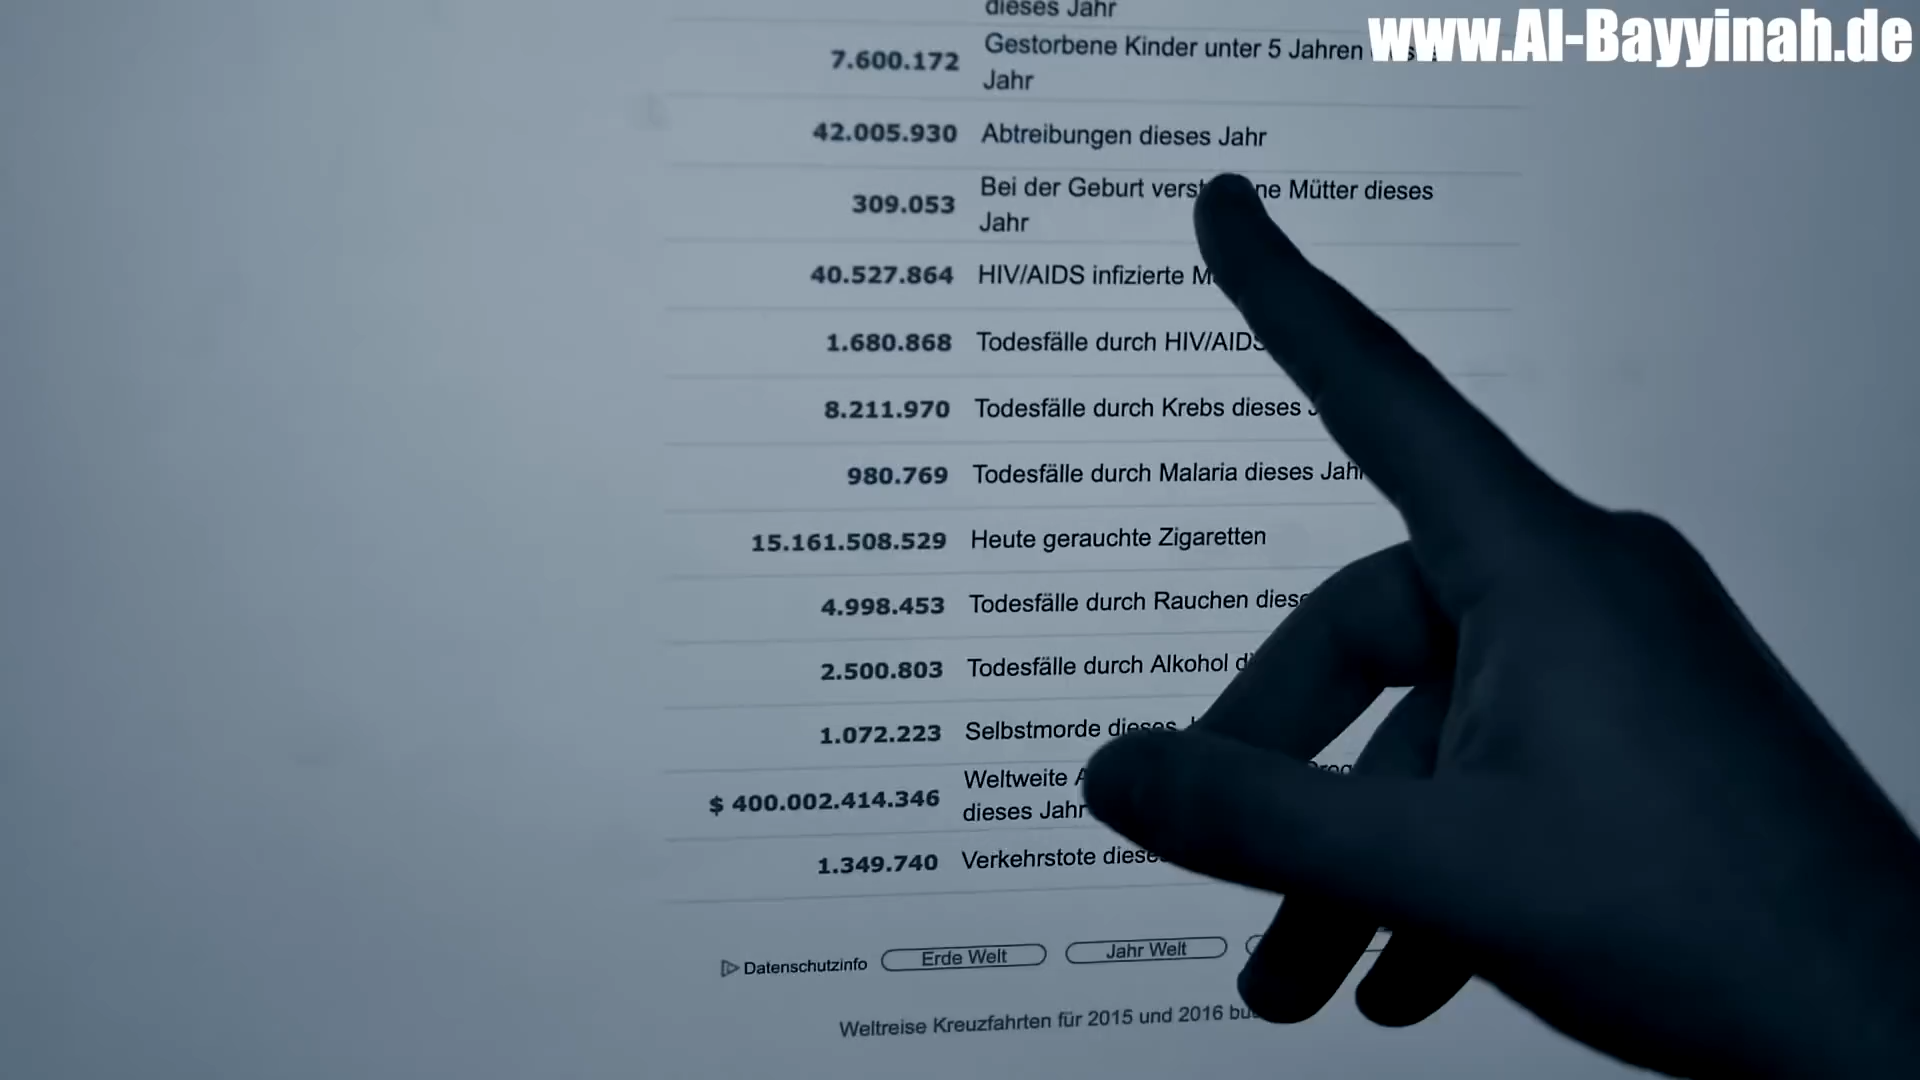 dieses Jahr
www.Al-Bayyinah.de
7.600.172 Gestorbene Kinder unter 5 Jahren
Jahr
42.005.930 Abtreibungen dieses Jahr
309.053 Bei der Geburt Mütter dieses
Jahr
40.527.864 HIV/AIDS infizierte
1.680.868 Todesfälle durch HIV/AIDS
8.211.970 Todesfälle durch Krebs dieses
980.769 Todesfälle durch Malaria dieses Jahr
15.161.508.529 Heute gerauchte Zigaretten
4.998.453 Todesfälle durch Rauchen
2.500.803 Todesfälle durch Alkohol
1.072.223 Selbstmorde dieses
$ 400.002.414.346 Weltweite
dieses Jahr
1.349.740 Verkehrstote
Datenschutzinfo Erde Welt Jahr Welt
Weltreise Kreuzfahrten für 2015 und 2016